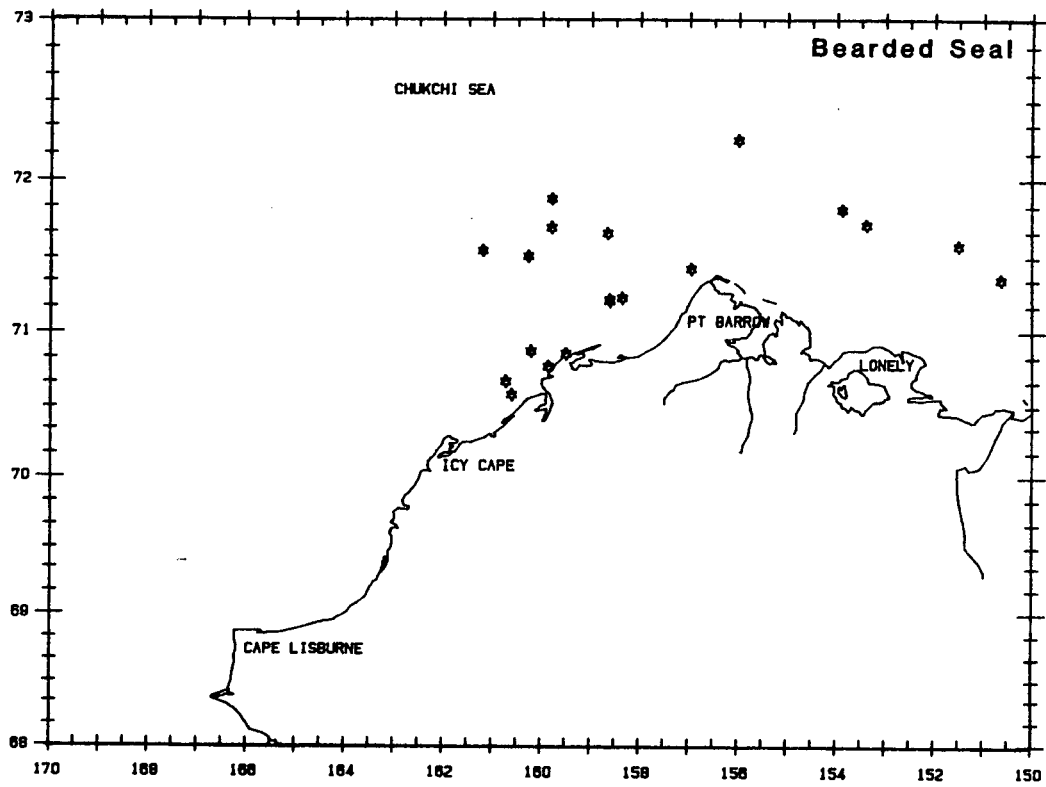 73
Bearded Seal
CHUKCHI SEA
72
71
PT BARROW
LONELY
70
ICY CAPE
69
CAPE LISBURNE
68
170 168 166 164 162 160 158 156 154 152 150